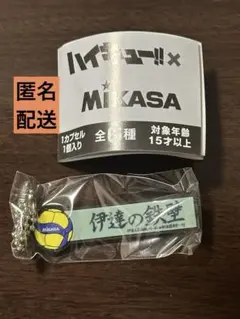 匿名
配送
ハイキュー!!×
MIKASA
1カプセル
1個入り
全
種
対象年齢
15才以上
MIKASA
伊達の鉄壁